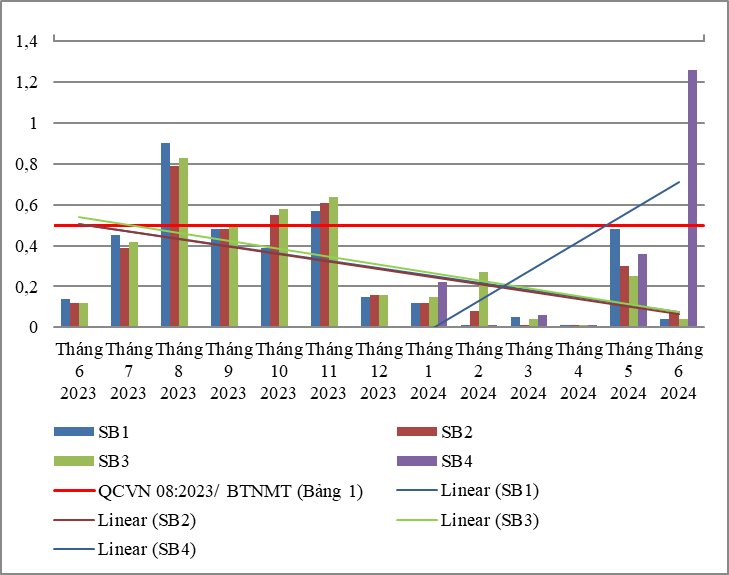 1,4
1,2
1
0,8
0,6
0,4
0,2
0
Tháng Tháng Tháng Tháng Tháng Tháng Tháng Tháng Tháng Tháng Tháng Tháng Tháng
6 7 8 9 10 11 12 1 2 3 4 5 6
2023 2023 2023 2023 2023 2023 2023 2024 2024 2024 2024 2024 2024
SB1 SB2
SB3 SB4
QCVN 08:2023/ BTNMT (Bảng 1) Linear (SB1)
Linear (SB2) Linear (SB3)
Linear (SB4)